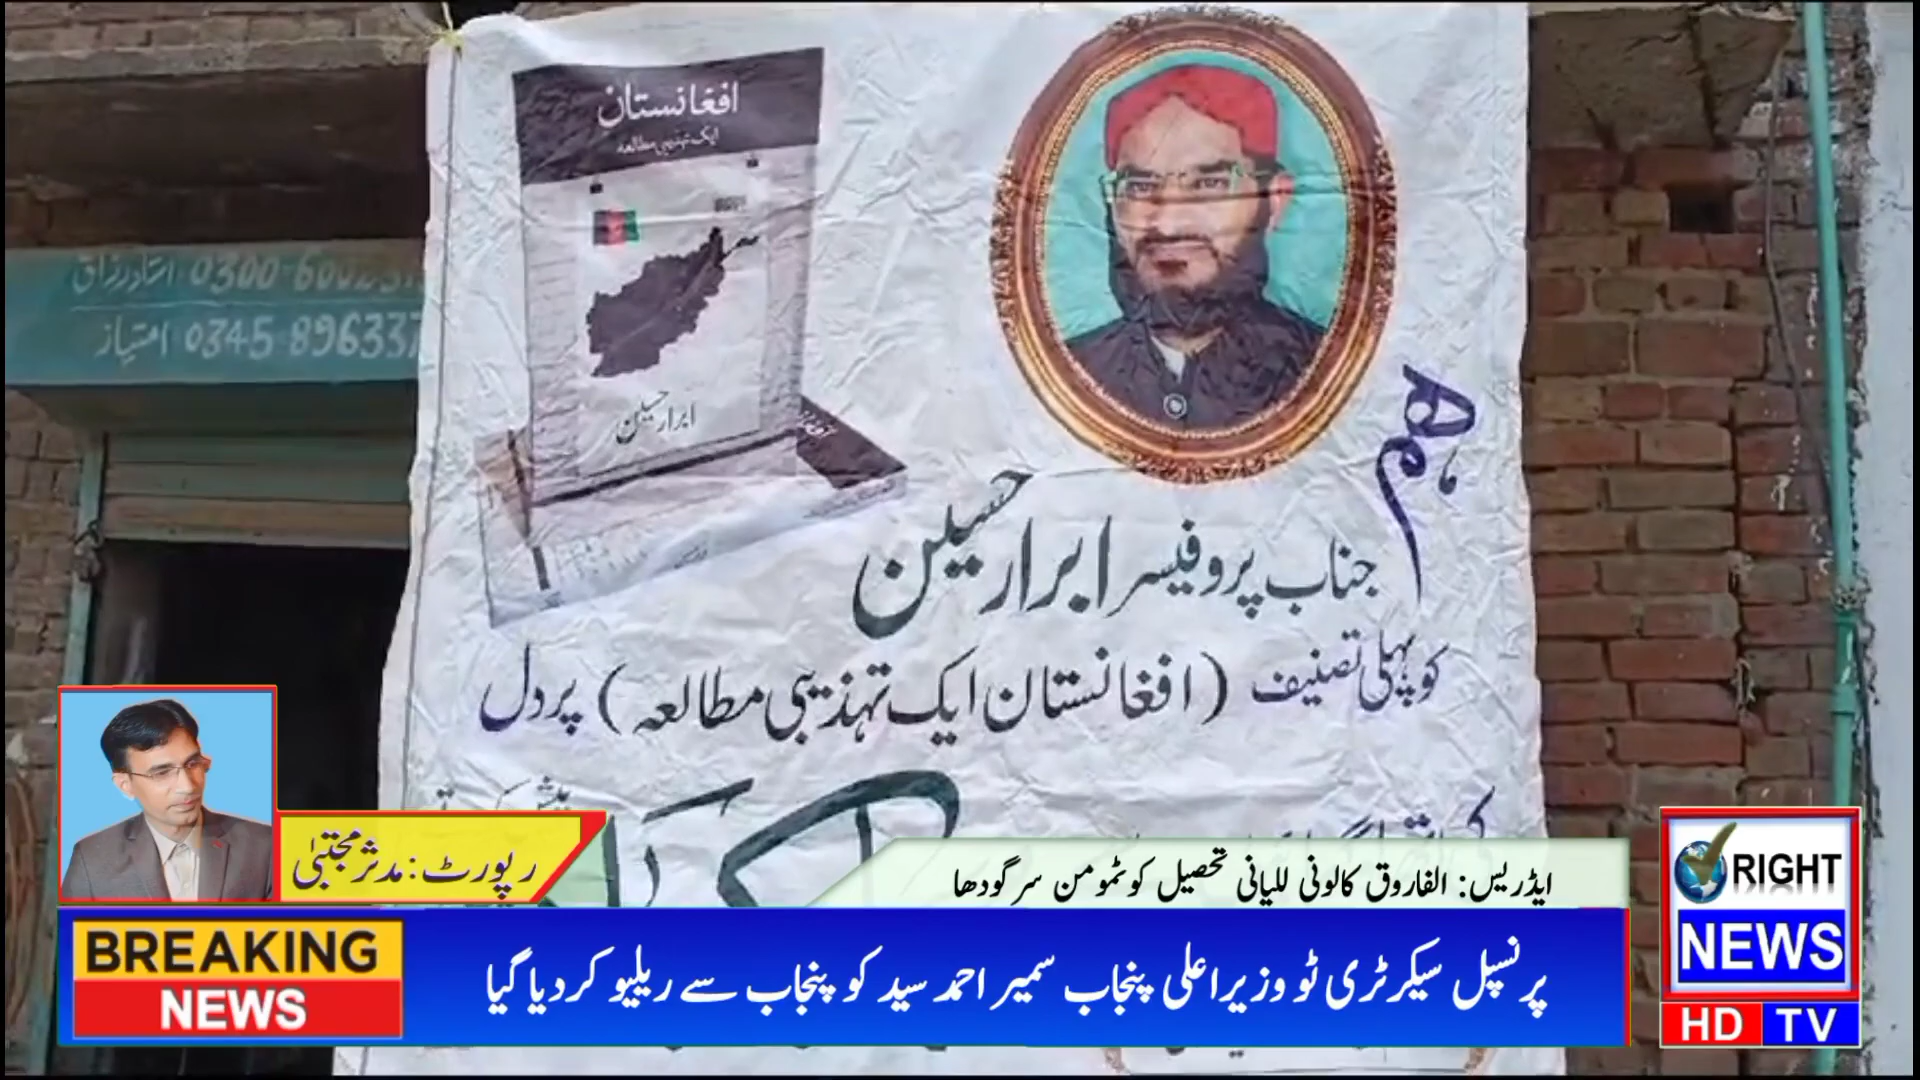 افغانستان
ایک تہذیبی مطالعہ
ابرار حسین
استاد رزاق 0300-600
امتیاز 0345-896337
ہم
جناب پروفیسر ابرار حسین
کو پہلی تصنیف (افغانستان ایک تہذیبی مطالعہ) پر دل
رپورٹ: مدثر مجتبیٰ
ایڈریس: الفاروق کالونی للیانی تحصیل کوٹمومن سرگودھا
BREAKING
NEWS
پرنسپل سیکرٹری ٹو وزیراعلی پنجاب سمیر احمد سید کو پنجاب سے ریلیو کر دیا گیا
RIGHT
NEWS
HD TV